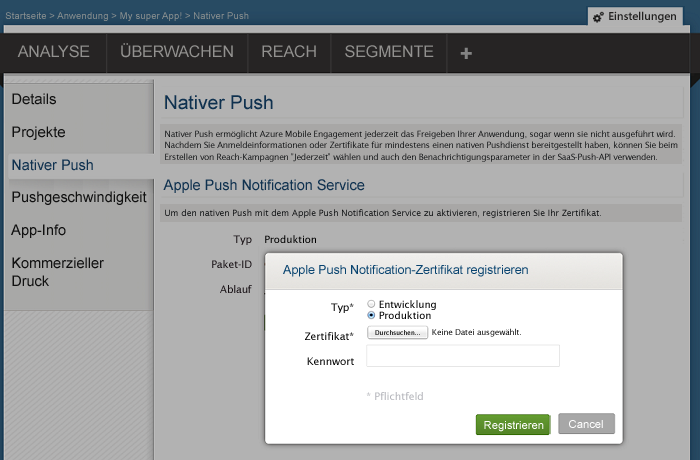 Startseite > Anwendung > My super App! > Nativer Push
Einstellungen
ANALYSE ÜBERWACHEN REACH SEGMENTE +
Details
Projekte
Nativer Push
Pushgeschwindigkeit
App-Info
Kommerzieller
Druck
Nativer Push
Nativer Push ermöglicht Azure Mobile Engagement jederzeit das Freigeben Ihrer Anwendung, sogar wenn sie nicht ausgeführt wird.
Nachdem Sie Anmeldeinformationen oder Zertifikate für mindestens einen nativen Pushdienst bereitgestellt haben, können Sie beim
Erstellen von Reach-Kampagnen "Jederzeit" wählen und auch den Benachrichtigungsparameter in der SaaS-Push-API verwenden.
Apple Push Notification Service
Um den nativen Push mit dem Apple Push Notification Service zu aktivieren, registrieren Sie Ihr Zertifikat.
Typ Produktion
Paket-ID
Ablauf
Apple Push Notification-Zertifikat registrieren
Typ* Entwicklung
Produktion
Zertifikat* Durchsuchen... Keine Datei ausgewählt.
Kennwort
* Pflichtfeld
Registrieren Cancel